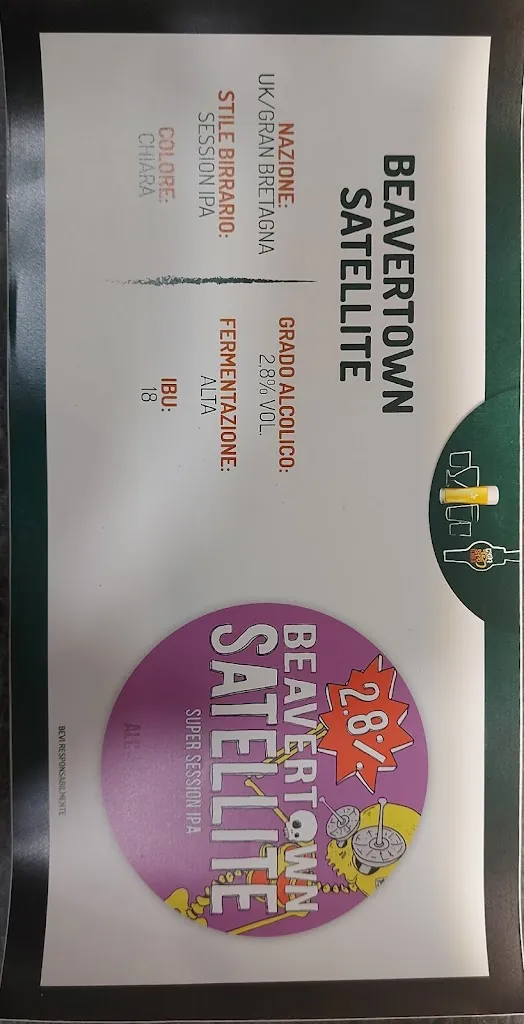 BEAVERTOWN
SATELLITE
NAZIONE:
UK/GRAN BRETAGNA
STILE BIRRARIO:
SESSION IPA
COLORE:
CHIARA
GRADO ALCOLICO:
2,8% VOL.
FERMENTAZIONE:
ALTA
IBU:
18
2.8%
BEAVERTOWN
SATELLITE
SUPER SESSION IPA
BEVI RESPONSABILMENTE